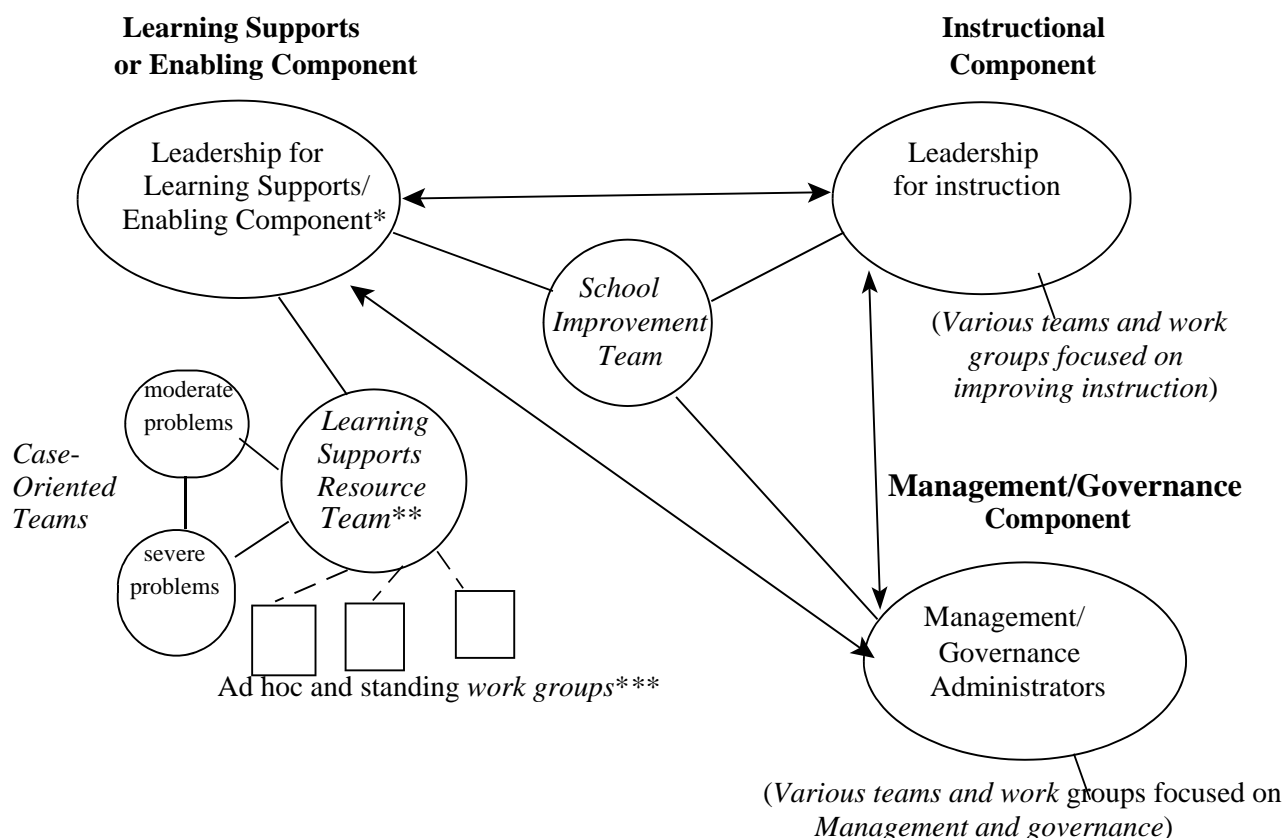 Learning Supports
or Enabling Component
Instructional
Component
Leadership for
Learning Supports/
Enabling Component*
Leadership
for instruction
School
Improvement
Team
(Various teams and work
groups focused on
improving instruction)
moderate
problems
Case-
Oriented
Teams
Learning
Supports
Resource
Team**
severe
problems
Ad hoc and standing work groups***
Management/Governance
Component
Management/
Governance
Administrators
(Various teams and work groups focused on
Management and governance)